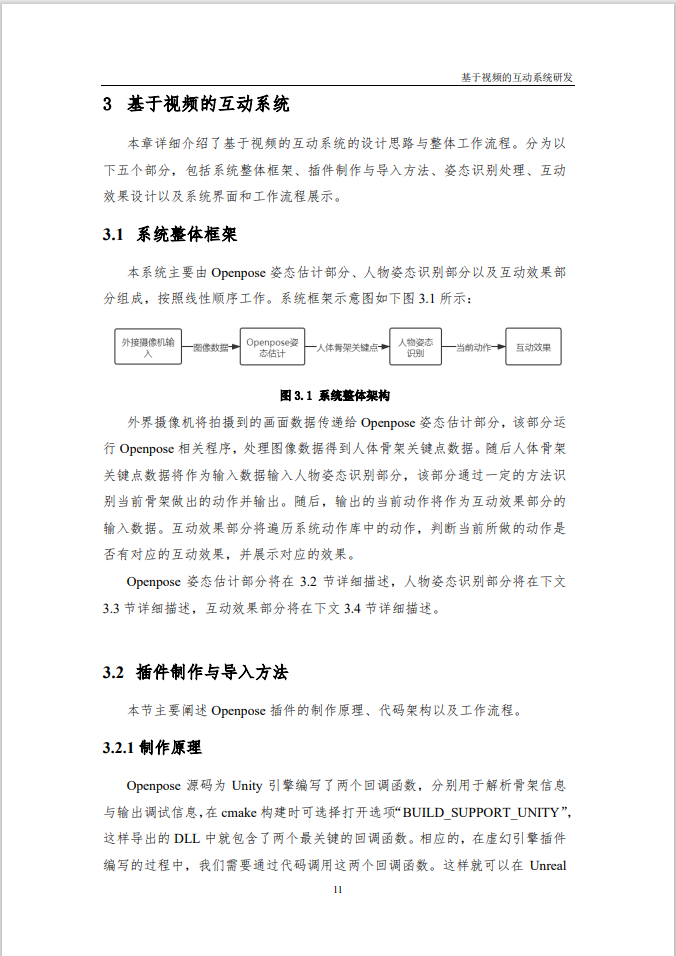 基于视频的互动系统研发
3 基于视频的互动系统
本章详细介绍了基于视频的互动系统的设计思路与整体工作流程。分为以
下五个部分，包括系统整体框架、插件制作与导入方法、姿态识别处理、互动
效果设计以及系统界面和工作流程展示。
3.1 系统整体框架
本系统主要由 Openpose 姿态估计部分、人物姿态识别部分以及互动效果部
分组成，按照线性顺序工作。系统框架示意图如下图 3.1 所示：
外接摄像机输
入
图像数据
Openpose姿
态估计
人体骨架关键点
人物姿态
识别
当前动作
互动效果
图 3.1 系统整体架构
外界摄像机将拍摄到的画面数据传递给 Openpose 姿态估计部分，该部分运
行 Openpose 相关程序，处理图像数据得到人体骨架关键点数据。随后人体骨架
关键点数据将作为输入数据输入人物姿态识别部分，该部分通过一定的方法识
别当前骨架做出的动作并输出。随后，输出的当前动作将作为互动效果部分的
输入数据。互动效果部分将遍历系统动作库中的动作，判断当前所做的动作是
否有对应的互动效果，并展示对应的效果。
Openpose 姿态估计部分将在 3.2 节详细描述，人物姿态识别部分将在下文
3.3 节详细描述，互动效果部分将在下文 3.4 节详细描述。
3.2 插件制作与导入方法
本节主要阐述 Openpose 插件的制作原理、代码架构以及工作流程。
3.2.1 制作原理
Openpose 源码为 Unity 引擎编写了两个回调函数，分别用于解析骨架信息
与输出调试信息，在 cmake 构建时可选择打开选项“BUILD_SUPPORT_UNITY”，
这样导出的 DLL 中就包含了两个最关键的回调函数。相应的，在虚幻引擎插件
编写的过程中，我们需要通过代码调用这两个回调函数。这样就可以在 Unreal
11